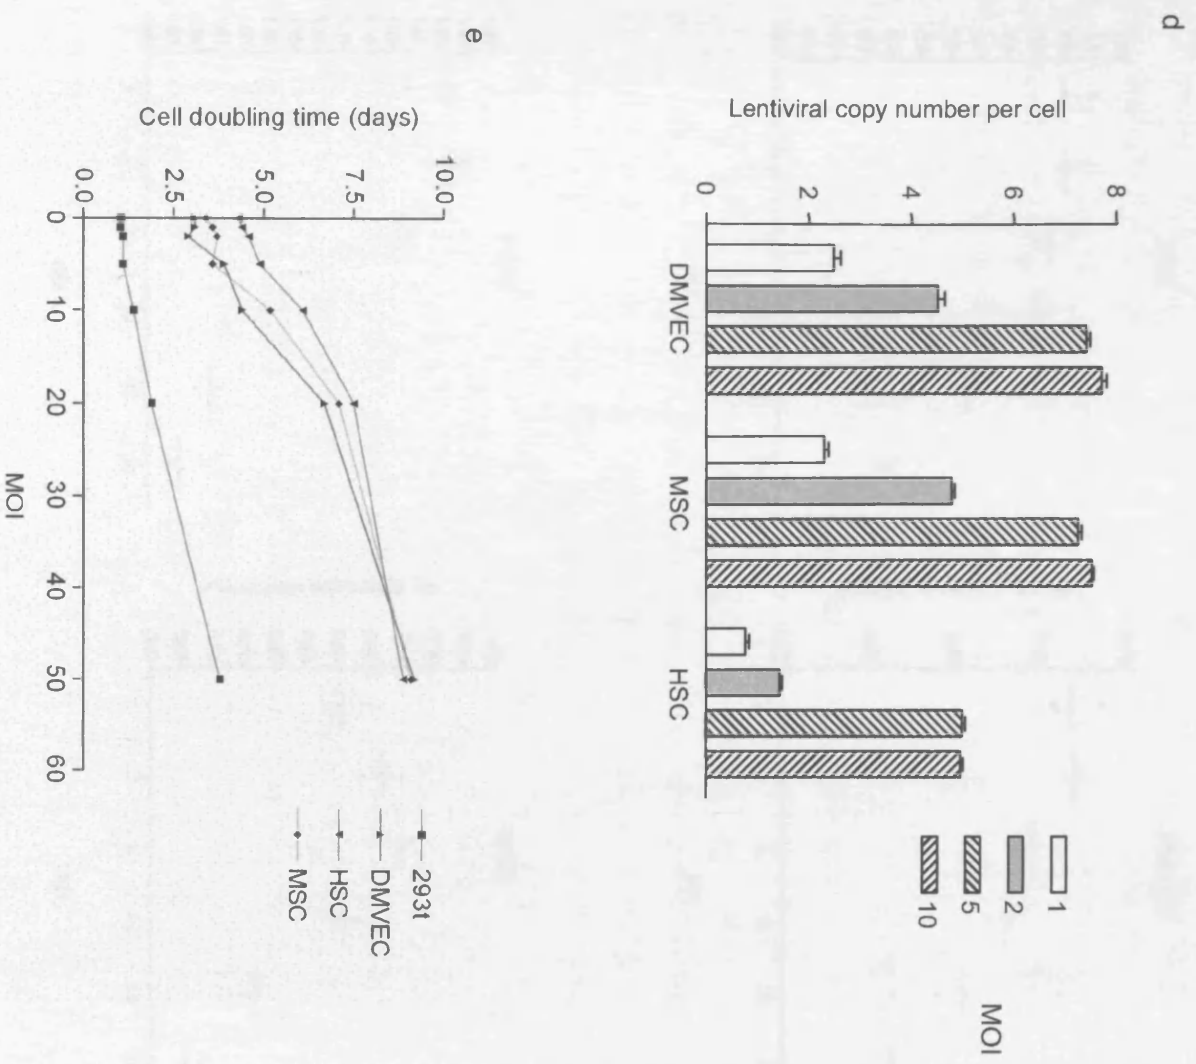 d
Lentiviral copy number per cell
8
6
4
2
0
DMVEC MSC HSC
MOI
1
2
5
10
e
Cell doubling time (days)
10.0
7.5
5.0
2.5
0.0
0 10 20 30 40 50 60
MOI
293t
DMVEC
HSC
MSC